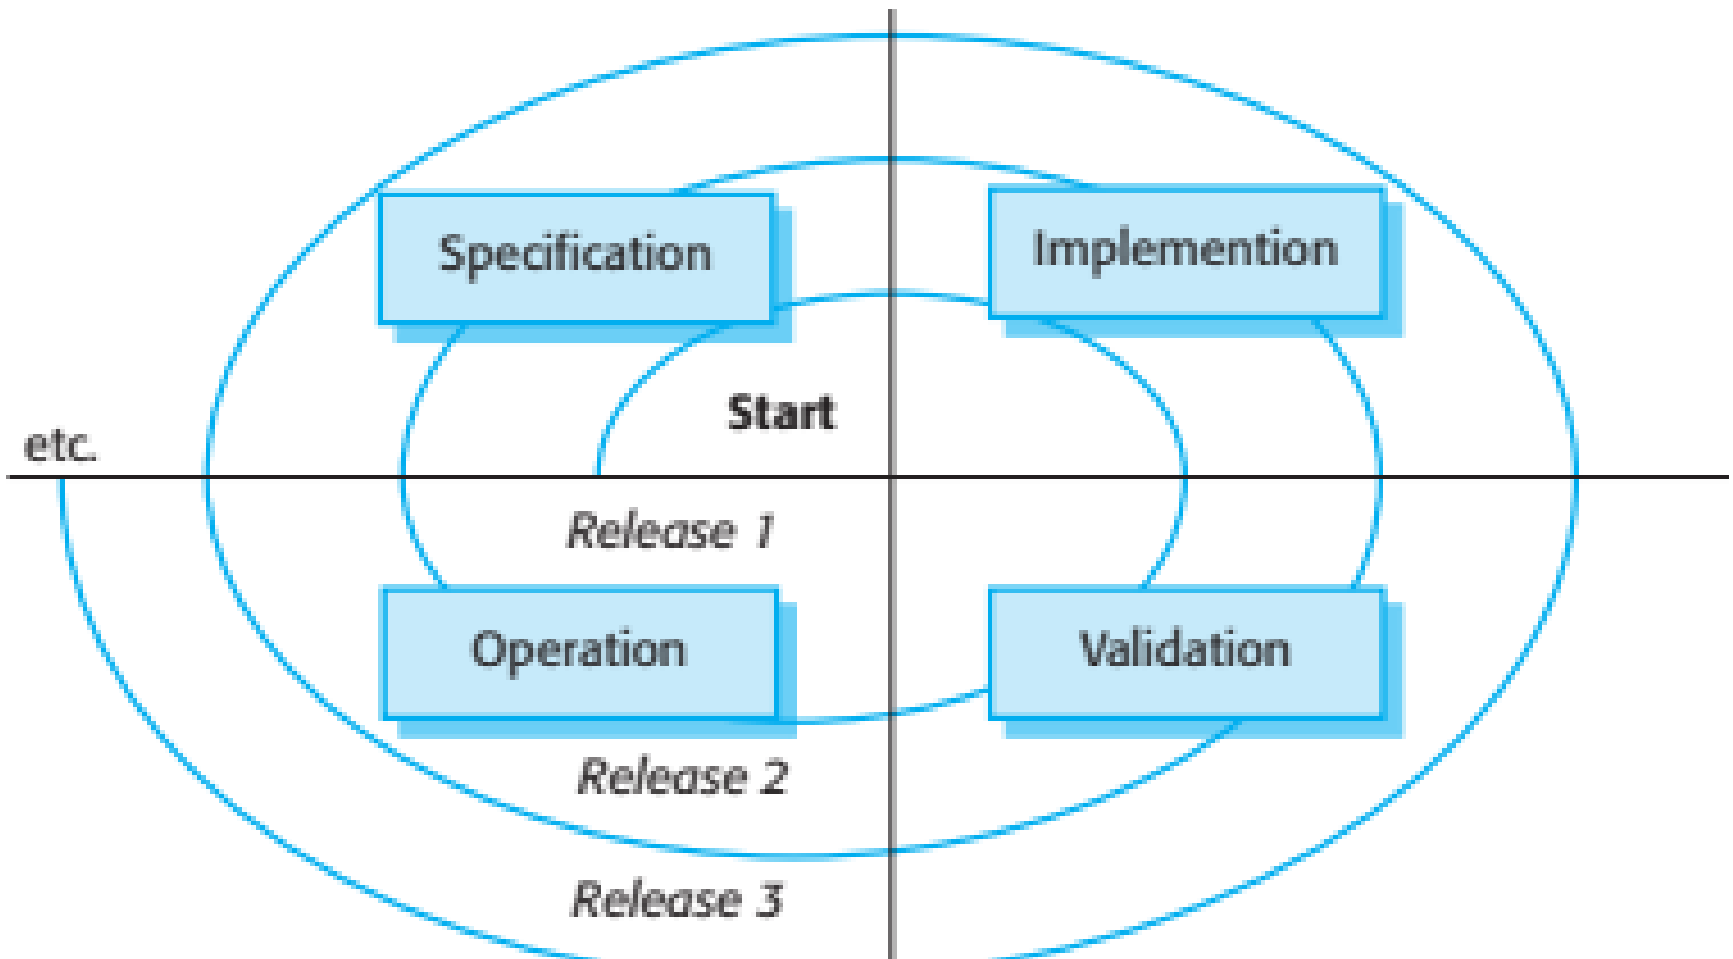 Specification
Implemention
Start
etc.
Release 1
Operation
Validation
Release 2
Release 3